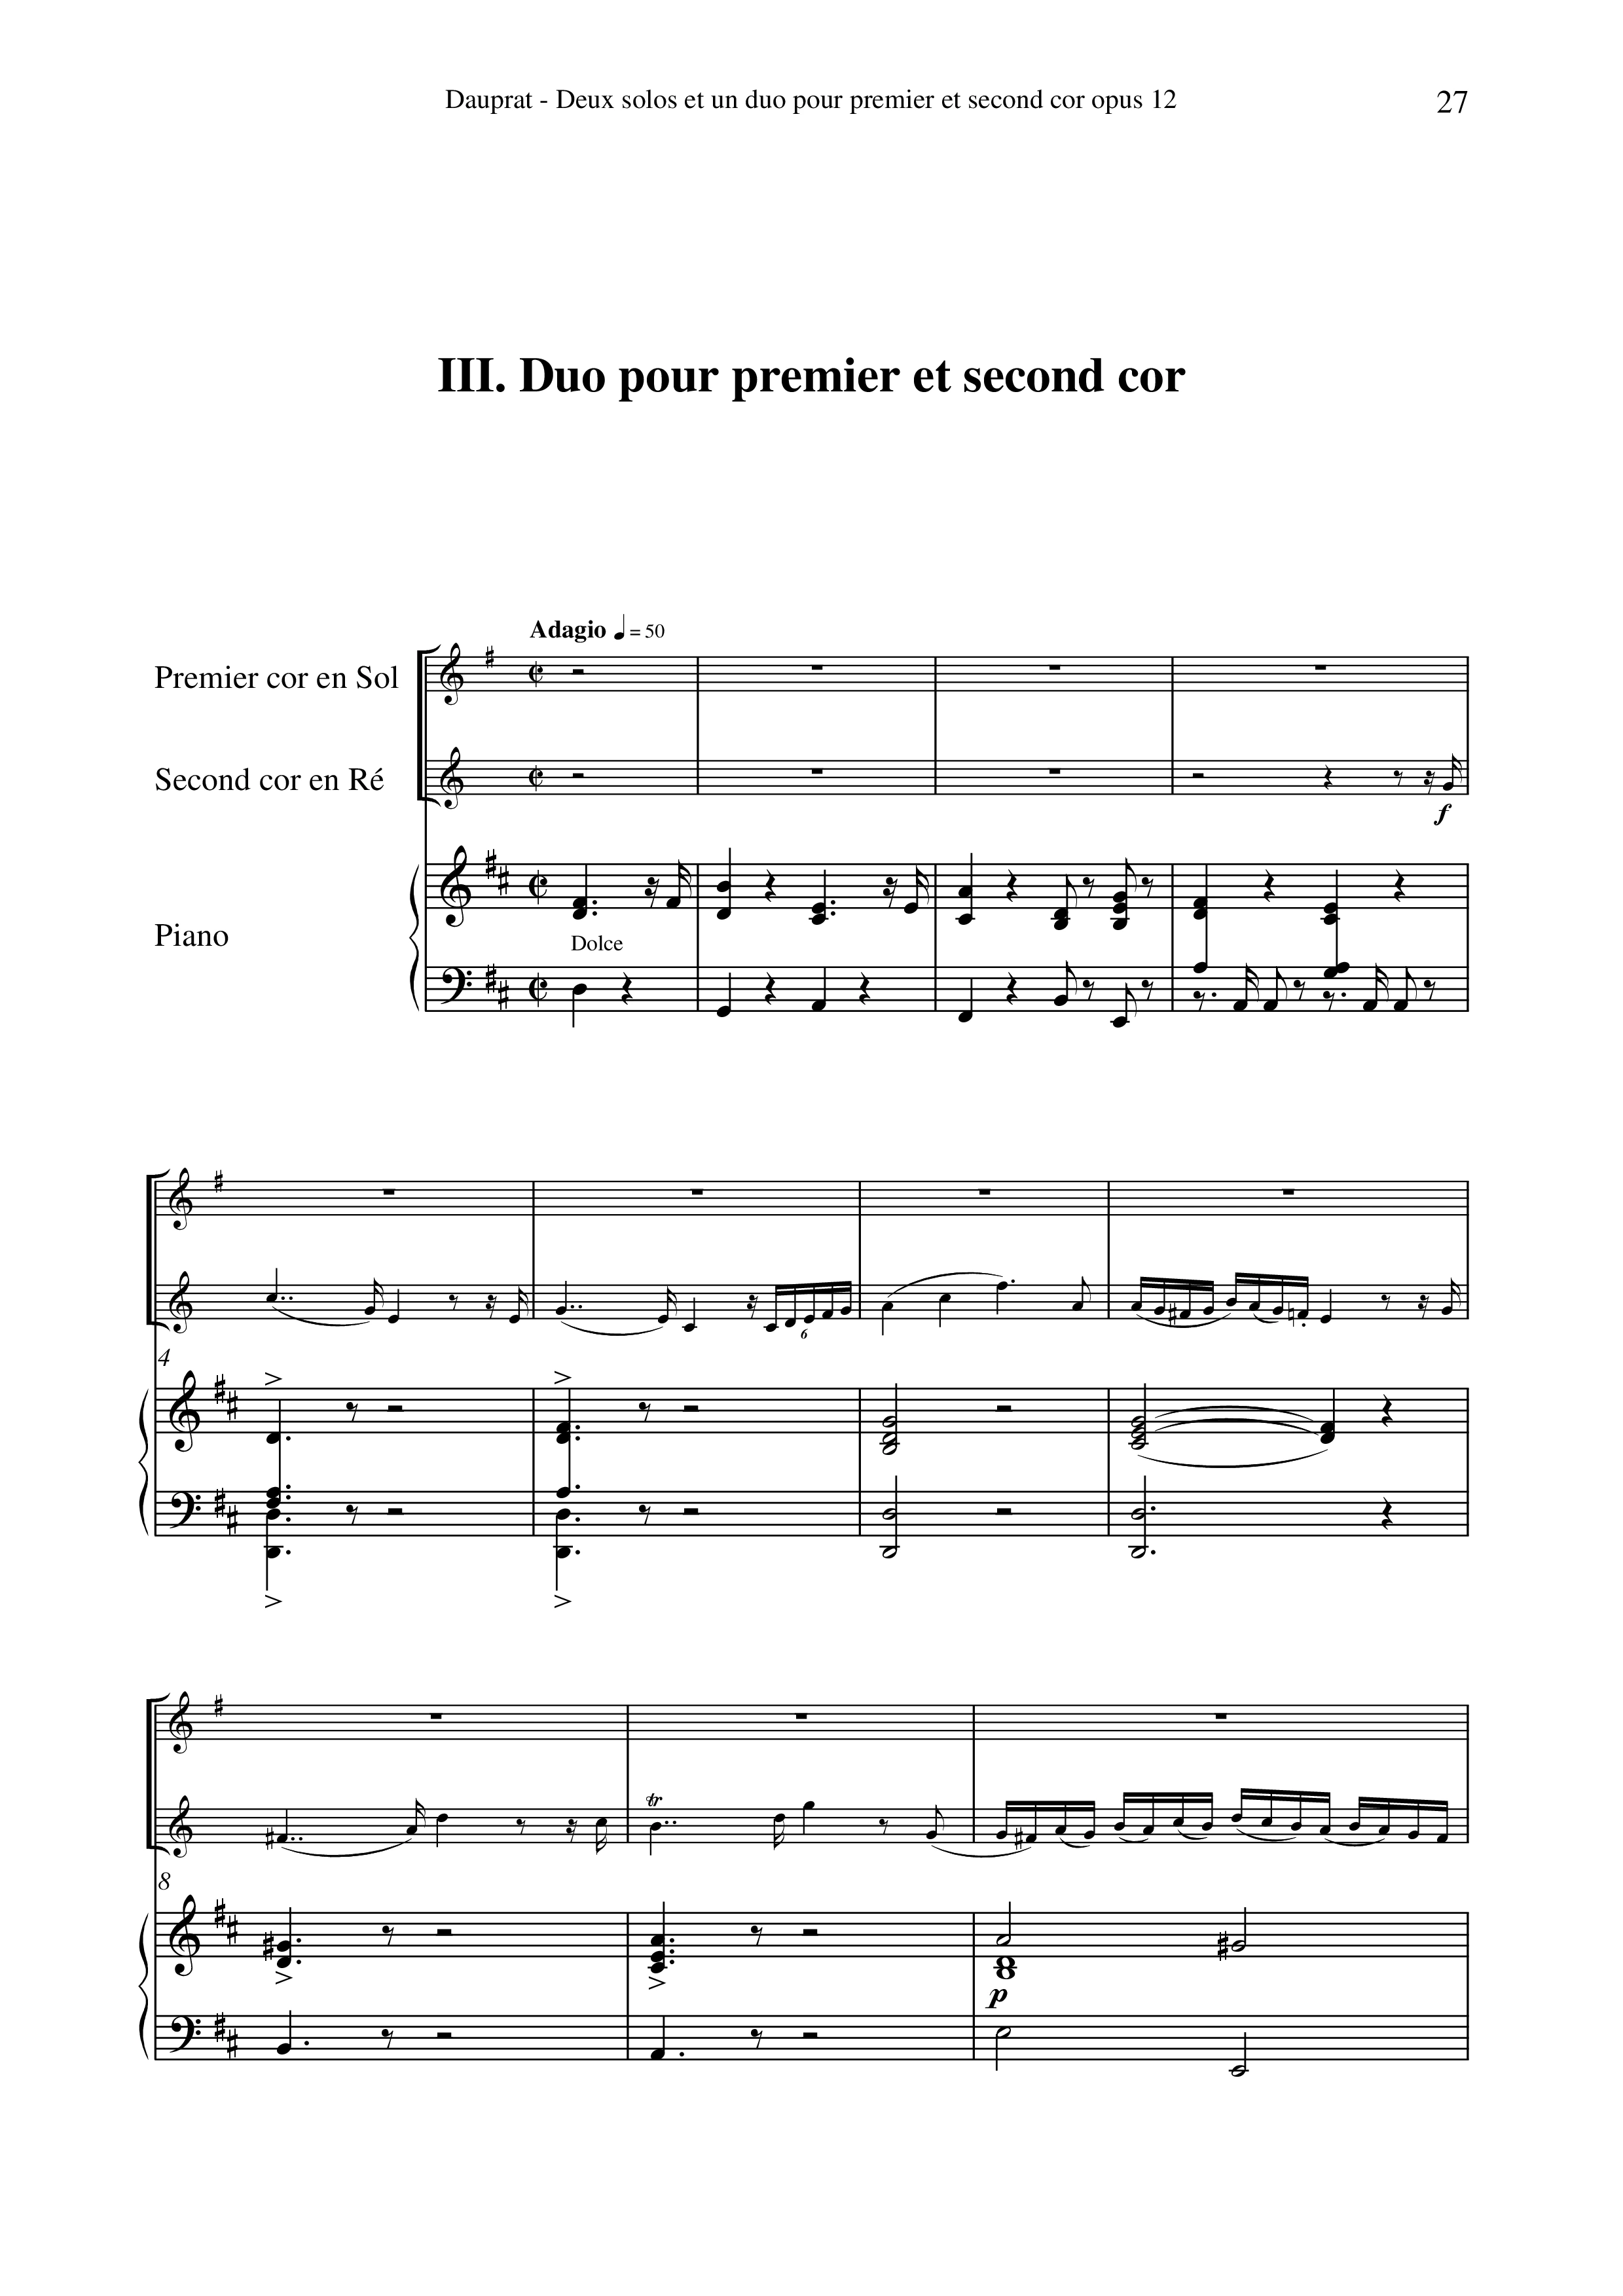 Dauprat - Deux solos et un duo pour premier et second cor opus 12
27
III. Duo pour premier et second cor
Adagio ♩ = 50
Premier cor en Sol
Second cor en Ré
f
Piano
Dolce
6
4
8
tr
p